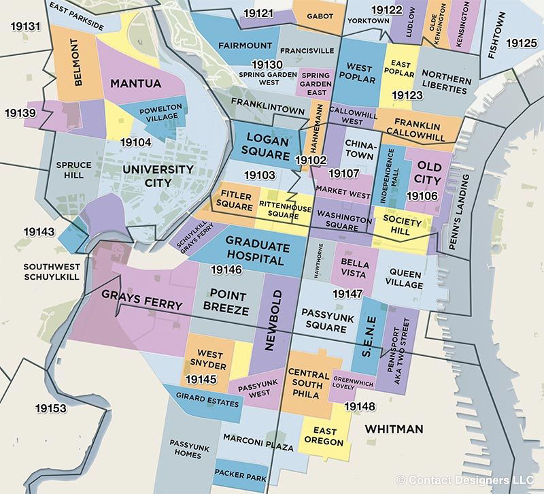 19131
EAST PARKSIDE
19121
GABOT
19122
YORKTOWN
LUDLOW
OLDE
KENSINGTON
KENSINGTON
FISHTOWN
19125
BELMONT
MANTUA
FAIRMOUNT
FRANCISVILLE
19130
SPRING GARDEN
WEST
SPRING
GARDEN
EAST
WEST
POPLAR
EAST
POPLAR
NORTHERN
LIBERTIES
19123
19139
POWELTON
VILLAGE
19104
FRANKLINTOWN
HAHNEMANN
CALLOWHILL
WEST
FRANKLIN
CALLOWHILL
LOGAN
SQUARE
19102
CHINA-
TOWN
INDEPENDENCE
MALL
OLD
CITY
19106
SPRUCE
HILL
UNIVERSITY
CITY
19103
19107
MARKET WEST
FITLER
SQUARE
RITTENHOUSE
SQUARE
WASHINGTON
SQUARE
SOCIETY
HILL
PENN'S LANDING
19143
SCHUYLKILL
GRAYS FERRY
GRADUATE
HOSPITAL
19146
HAWTHORNE
BELLA
VISTA
QUEEN
VILLAGE
SOUTHWEST
SCHUYLKILL
GRAYS FERRY
POINT
BREEZE
NEWBOLD
19147
PASSYUNK
SQUARE
S.E.N.E
PENNSPORT
AKA TWO STREET
WEST
SNYDER
19145
PASSYUNK
WEST
CENTRAL
SOUTH
PHILA
GREENWHICH
LOVELY
19148
19153
GIRARD ESTATES
EAST
OREGON
WHITMAN
PASSYUNK
HOMES
MARCONI PLAZA
PACKER PARK
© Contact Designers LLC